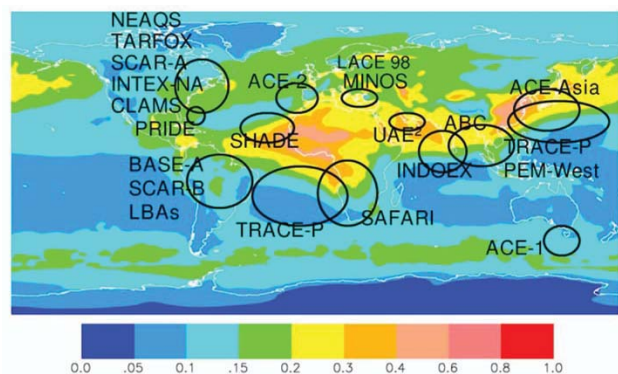 NEAQS
TARFOX
SCAR-A
INTEX-NA
CLAMS
PRIDE
ACE-2
LACE 98
MINOS
ACE Asia
SHADE
UAE²
ABC
TRACE-P
INDOEX
PEM-West
BASE-A
SCAR-B
LBAs
TRACE-P
SAFARI
ACE-1
0.0 .05 0.1 .15 0.2 0.3 0.4 0.6 0.8 1.0